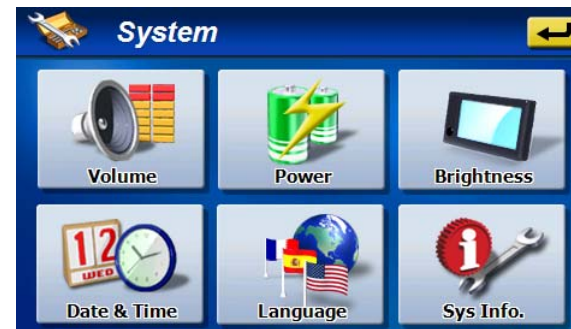 System
Volume
Power
Brightness
12
WED
Date & Time
Language
Sys Info.